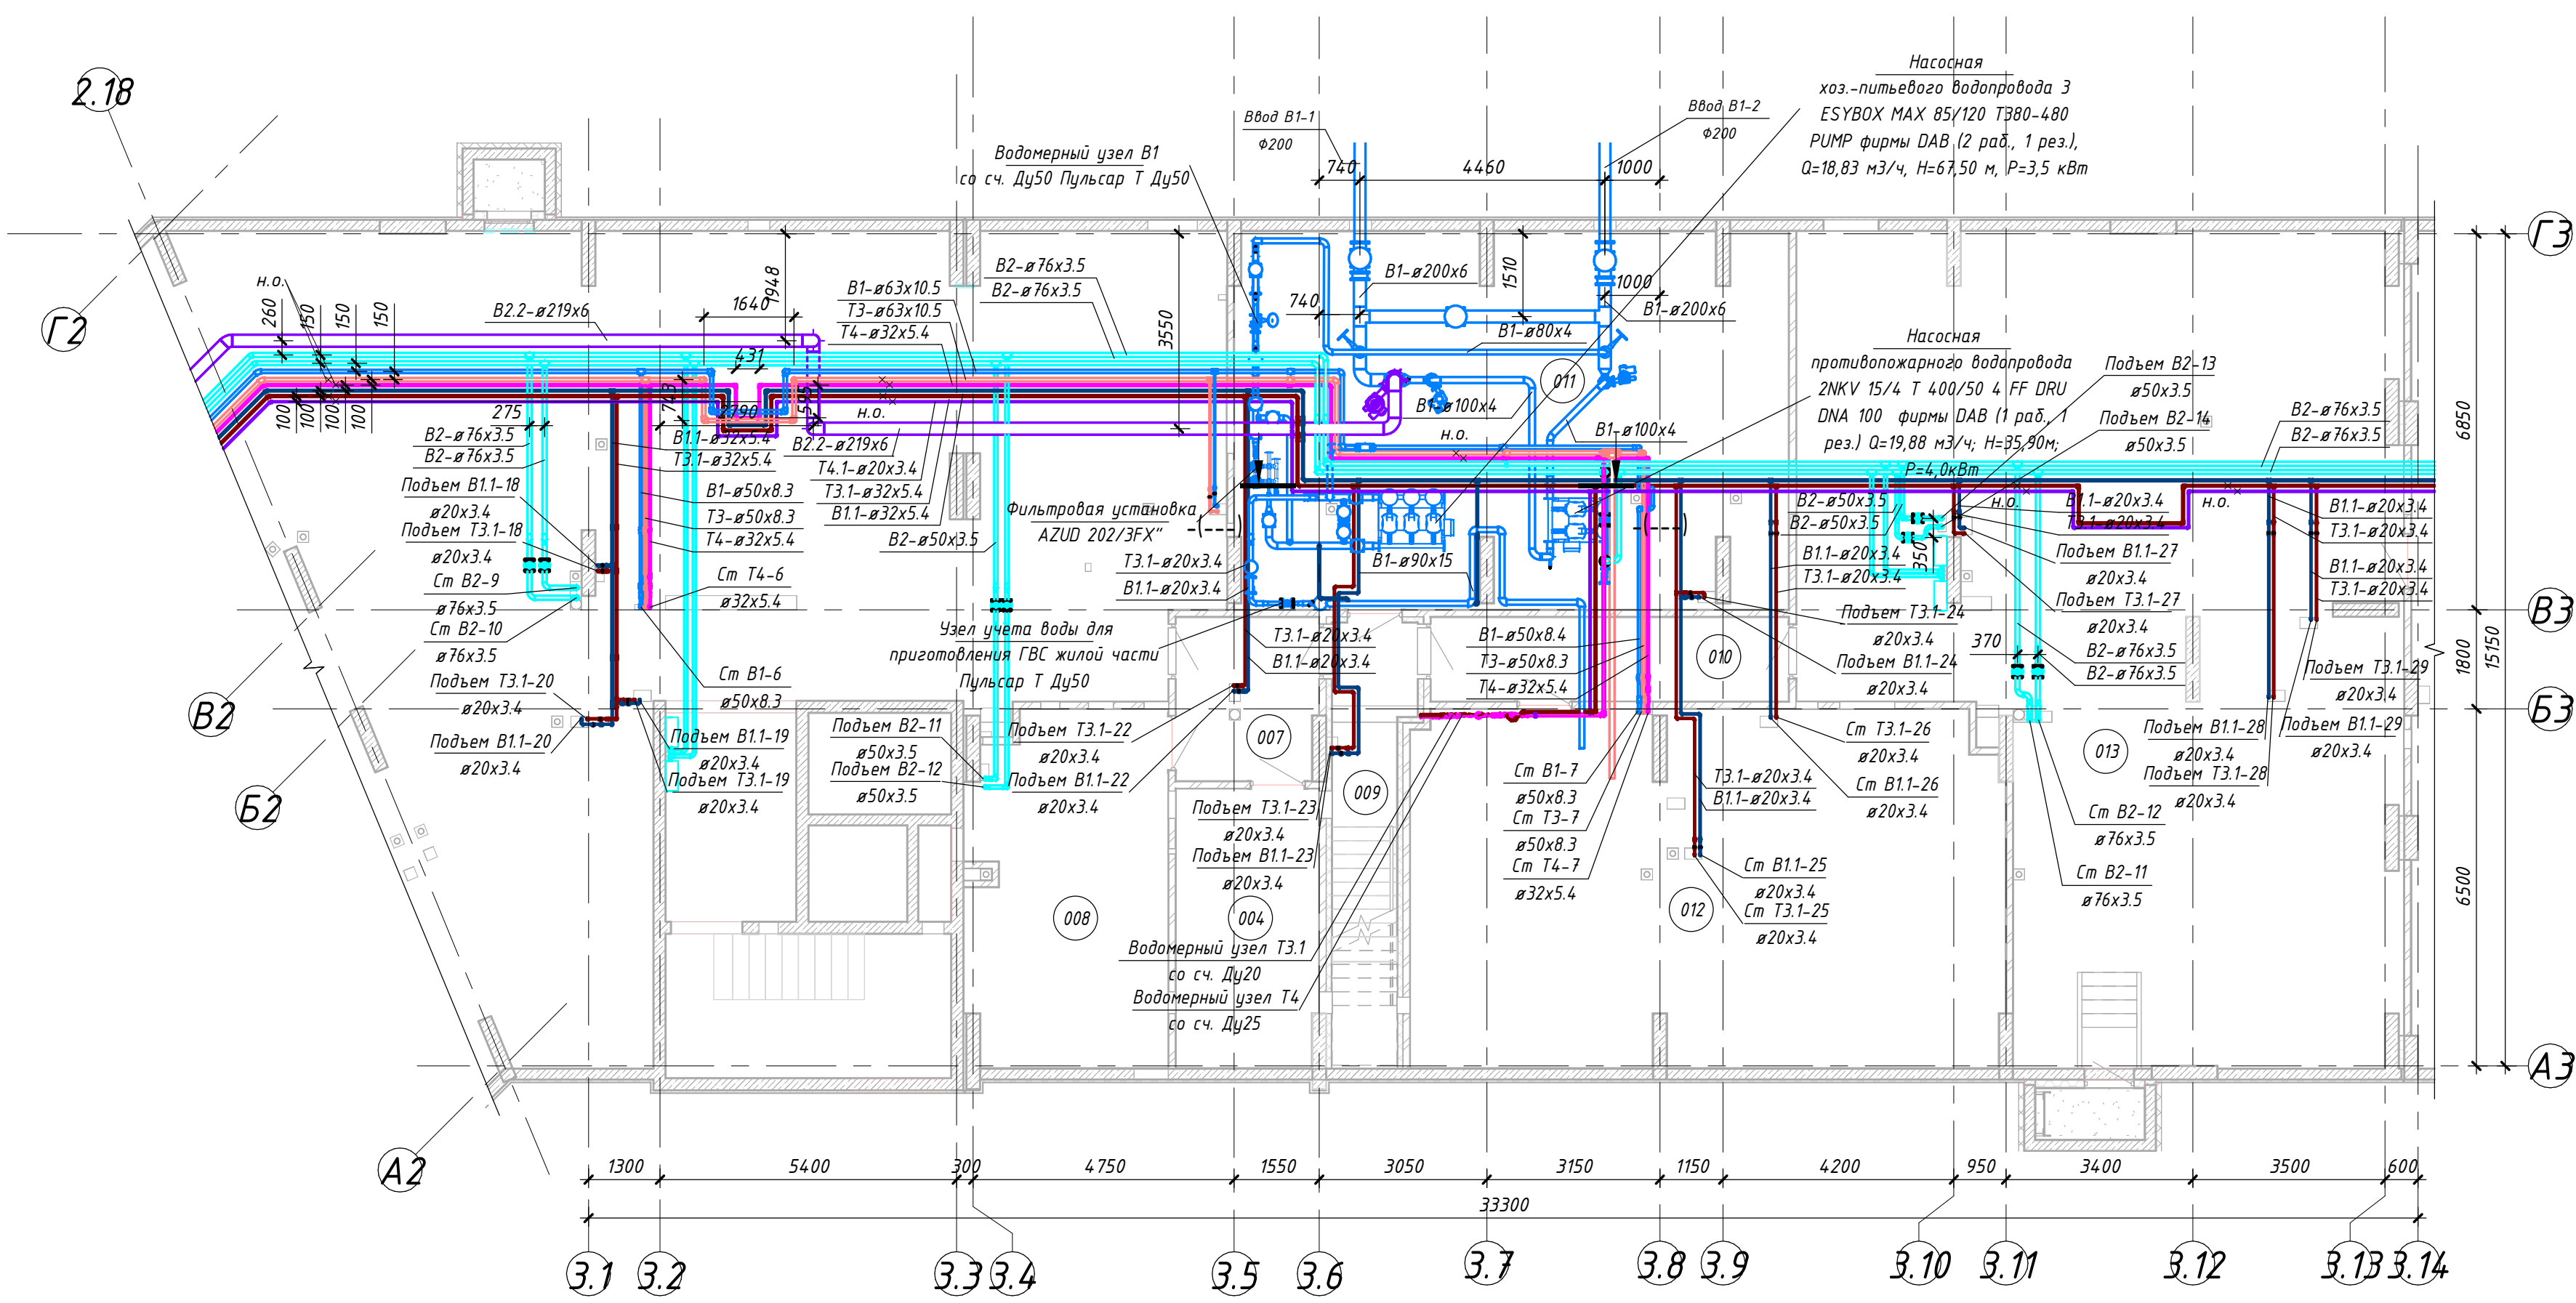 2.18
Г2
В2
Б2
А2
Г3
В3
Б3
А3
Насосная
хоз.-питьевого водопровода 3
ESYBOX MAX 85/120 T380-480
PUMP фирмы DAB (2 раб., 1 рез.),
Q=18,83 м3/ч, H=67,50 м, P=3,5 кВт
Ввод В1-1
Ф200
Ввод В1-2
Ф200
740
4460
1000
Водомерный узел В1
со сч. Ду50 Пульсар Т Ду50
н.о.
260
150
150
150
В2.2-ø219х6
1640
1948
В1-ø63х10.5
Т3-ø63х10.5
Т4-ø32х5.4
В2-ø76х3.5
В2-ø76х3.5
3550
740
В1-ø200х6
1510
1000
В1-ø200х6
В1-ø80х4
011
В1-ø100х4
В1-ø100х4
н.о.
Насосная
противопожарного водопровода
2NKV 15/4 T 400/50 4 FF DRU
DNA 100 фирмы DAB (1 раб., 1
рез.) Q=19,88 м3/ч; H=35,90м;
P=4,0кВт
Подъем В2-13
ø50х3.5
Подъем В2-14
ø50х3.5
В2-ø76х3.5
В2-ø76х3.5
100
100
100
100
431
743
2790
595
н.о.
275
В2-ø76х3.5
В2-ø76х3.5
Подъем В1.1-18
ø20х3.4
Подъем Т3.1-18
ø20х3.4
Ст В2-9
ø76х3.5
Ст В2-10
ø76х3.5
Подъем Т3.1-20
ø20х3.4
Подъем В1.1-20
ø20х3.4
В1.1-ø32х5.4
Т3.1-ø32х5.4
В1-ø50х8.3
Т3-ø50х8.3
Т4-ø32х5.4
Ст Т4-6
ø32х5.4
Ст В1-6
ø50х8.3
Подъем В1.1-19
ø20х3.4
Подъем Т3.1-19
ø20х3.4
В2.2-ø219х6
Т4.1-ø20х3.4
Т3.1-ø32х5.4
В1.1-ø32х5.4
В2-ø50х3.5
Фильтровая установка
AZUD 202/3FX"
Т3.1-ø20х3.4
В1.1-ø20х3.4
Узел учета воды для
приготовления ГВС жилой части
Пульсар Т Ду50
Т3.1-ø20х3.4
В1.1-ø20х3.4
Подъем В2-11
ø50х3.5
Подъем В2-12
ø50х3.5
Подъем Т3.1-22
ø20х3.4
Подъем В1.1-22
ø20х3.4
007
009
008
004
Подъем Т3.1-23
ø20х3.4
Подъем В1.1-23
ø20х3.4
Водомерный узел Т3.1
со сч. Ду20
Водомерный узел Т4
со сч. Ду25
В1-ø90х15
В1-ø50х8.4
Т3-ø50х8.3
Т4-ø32х5.4
Ст В1-7
ø50х8.3
Ст Т3-7
ø50х8.3
Ст Т4-7
ø32х5.4
010
012
Т3.1-ø20х3.4
В1.1-ø20х3.4
Ст В1.1-25
ø20х3.4
Ст Т3.1-25
ø20х3.4
В2-ø50х3.5
В2-ø50х3.5
В1.1-ø20х3.4
Т3.1-ø20х3.4
350
Подъем Т3.1-24
ø20х3.4
Подъем В1.1-24
ø20х3.4
Ст Т3.1-26
ø20х3.4
Ст В1.1-26
ø20х3.4
н.о.
В1.1-ø20х3.4
Т3.1-ø20х3.4
Подъем В1.1-27
ø20х3.4
Подъем Т3.1-27
ø20х3.4
370
В2-ø76х3.5
В2-ø76х3.5
013
Ст В2-12
ø76х3.5
Ст В2-11
ø76х3.5
н.о.
В1.1-ø20х3.4
Т3.1-ø20х3.4
В1.1-ø20х3.4
Т3.1-ø20х3.4
Подъем Т3.1-29
ø20х3.4
Подъем В1.1-29
ø20х3.4
Подъем В1.1-28
ø20х3.4
Подъем Т3.1-28
ø20х3.4
6850
1800
15150
6500
1300
5400
300
4750
1550
3050
3150
1150
4200
950
3400
3500
600
33300
3.1
3.2
3.3
3.4
3.5
3.6
3.7
3.8
3.9
3.10
3.11
3.12
3.13
3.14